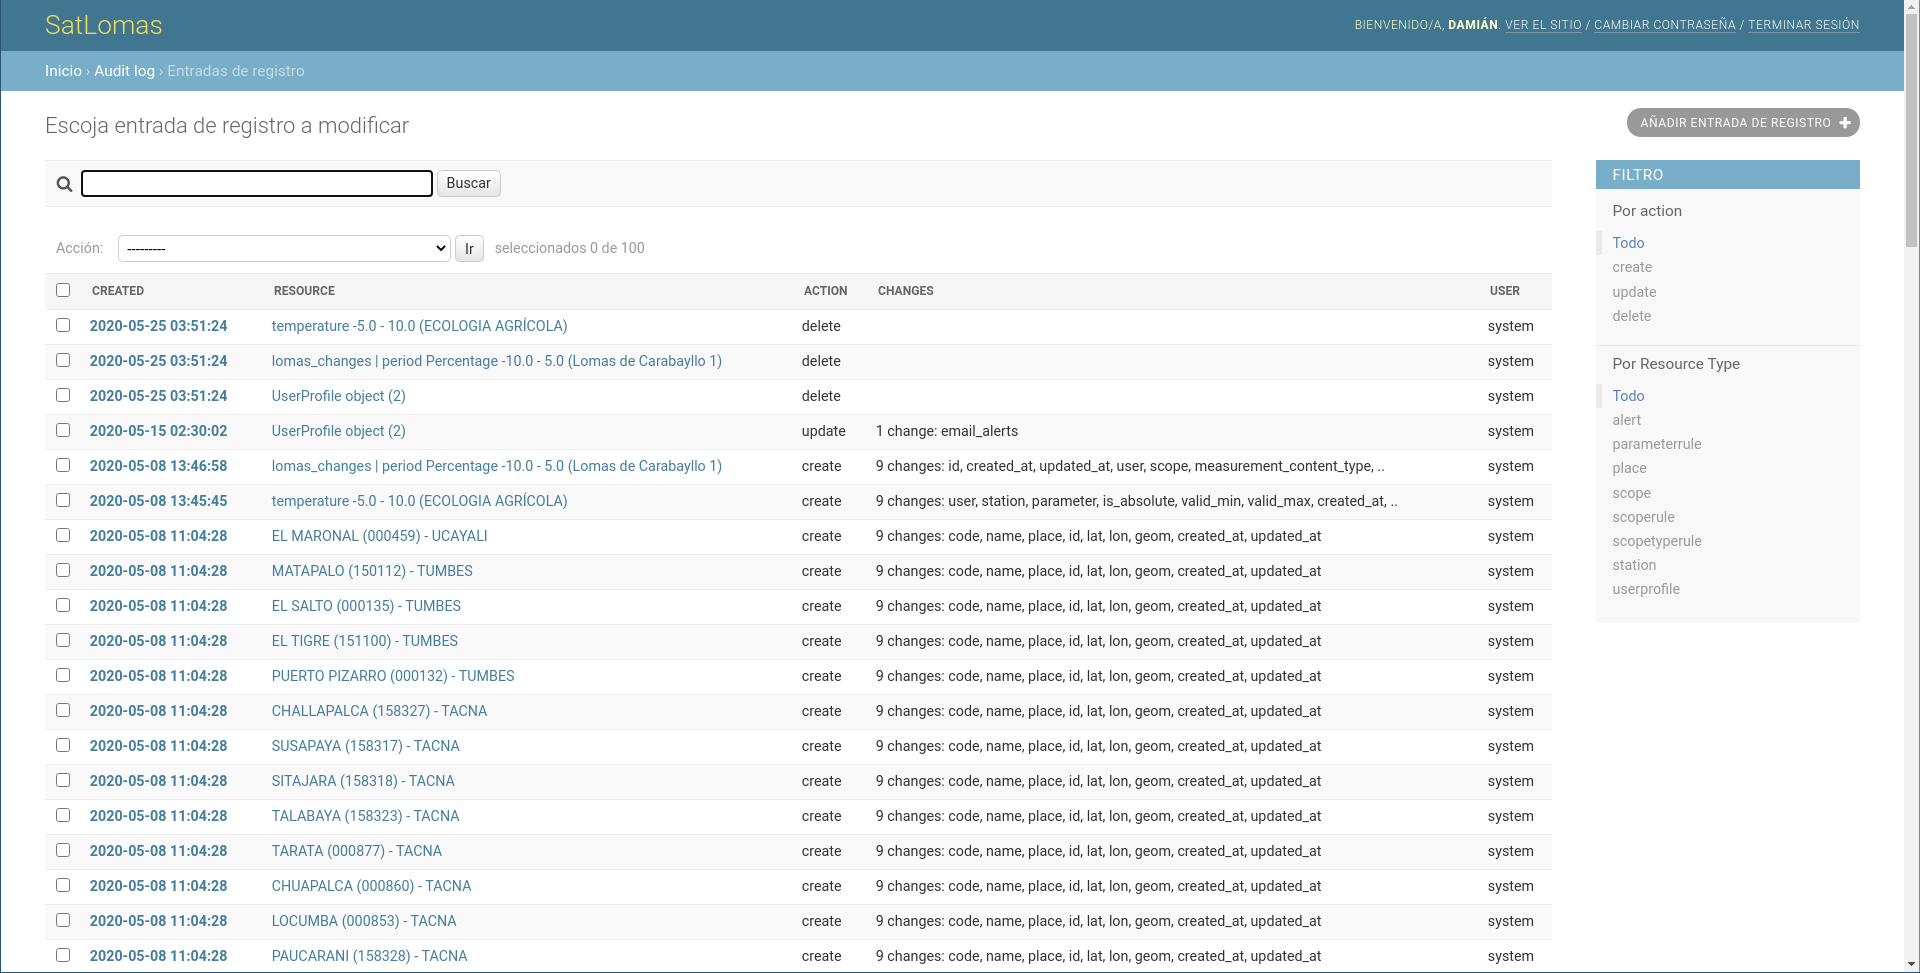 SatLomas
BIENVENIDO/A, DAMIÁN. VER EL SITIO / CAMBIAR CONTRASEÑA / TERMINAR SESIÓN
Inicio › Audit log › Entradas de registro
Escoja entrada de registro a modificar
AÑADIR ENTRADA DE REGISTRO
Buscar
Acción: --------- Ir seleccionados 0 de 100
CREATED RESOURCE ACTION CHANGES USER
2020-05-25 03:51:24 temperature -5.0 - 10.0 (ECOLOGIA AGRÍCOLA) delete system
2020-05-25 03:51:24 lomas_changes | period Percentage -10.0 - 5.0 (Lomas de Carabayllo 1) delete system
2020-05-25 03:51:24 UserProfile object (2) delete system
2020-05-15 02:30:02 UserProfile object (2) update 1 change: email_alerts system
2020-05-08 13:46:58 lomas_changes | period Percentage -10.0 - 5.0 (Lomas de Carabayllo 1) create 9 changes: id, created_at, updated_at, user, scope, measurement_content_type, .. system
2020-05-08 13:45:45 temperature -5.0 - 10.0 (ECOLOGIA AGRÍCOLA) create 9 changes: user, station, parameter, is_absolute, valid_min, valid_max, created_at, .. system
2020-05-08 11:04:28 EL MARONAL (000459) - UCAYALI create 9 changes: code, name, place, id, lat, lon, geom, created_at, updated_at system
2020-05-08 11:04:28 MATAPALO (150112) - TUMBES create 9 changes: code, name, place, id, lat, lon, geom, created_at, updated_at system
2020-05-08 11:04:28 EL SALTO (000135) - TUMBES create 9 changes: code, name, place, id, lat, lon, geom, created_at, updated_at system
2020-05-08 11:04:28 EL TIGRE (151100) - TUMBES create 9 changes: code, name, place, id, lat, lon, geom, created_at, updated_at system
2020-05-08 11:04:28 PUERTO PIZARRO (000132) - TUMBES create 9 changes: code, name, place, id, lat, lon, geom, created_at, updated_at system
2020-05-08 11:04:28 CHALLAPALCA (158327) - TACNA create 9 changes: code, name, place, id, lat, lon, geom, created_at, updated_at system
2020-05-08 11:04:28 SUSAPAYA (158317) - TACNA create 9 changes: code, name, place, id, lat, lon, geom, created_at, updated_at system
2020-05-08 11:04:28 SITAJARA (158318) - TACNA create 9 changes: code, name, place, id, lat, lon, geom, created_at, updated_at system
2020-05-08 11:04:28 TALABAYA (158323) - TACNA create 9 changes: code, name, place, id, lat, lon, geom, created_at, updated_at system
2020-05-08 11:04:28 TARATA (000877) - TACNA create 9 changes: code, name, place, id, lat, lon, geom, created_at, updated_at system
2020-05-08 11:04:28 CHUAPALCA (000860) - TACNA create 9 changes: code, name, place, id, lat, lon, geom, created_at, updated_at system
2020-05-08 11:04:28 LOCUMBA (000853) - TACNA create 9 changes: code, name, place, id, lat, lon, geom, created_at, updated_at system
2020-05-08 11:04:28 PAUCARANI (158328) - TACNA create 9 changes: code, name, place, id, lat, lon, geom, created_at, updated_at system
FILTRO
Por action
Todo
create
update
delete
Por Resource Type
Todo
alert
parameterrule
place
scope
scoperule
scopetyperule
station
userprofile